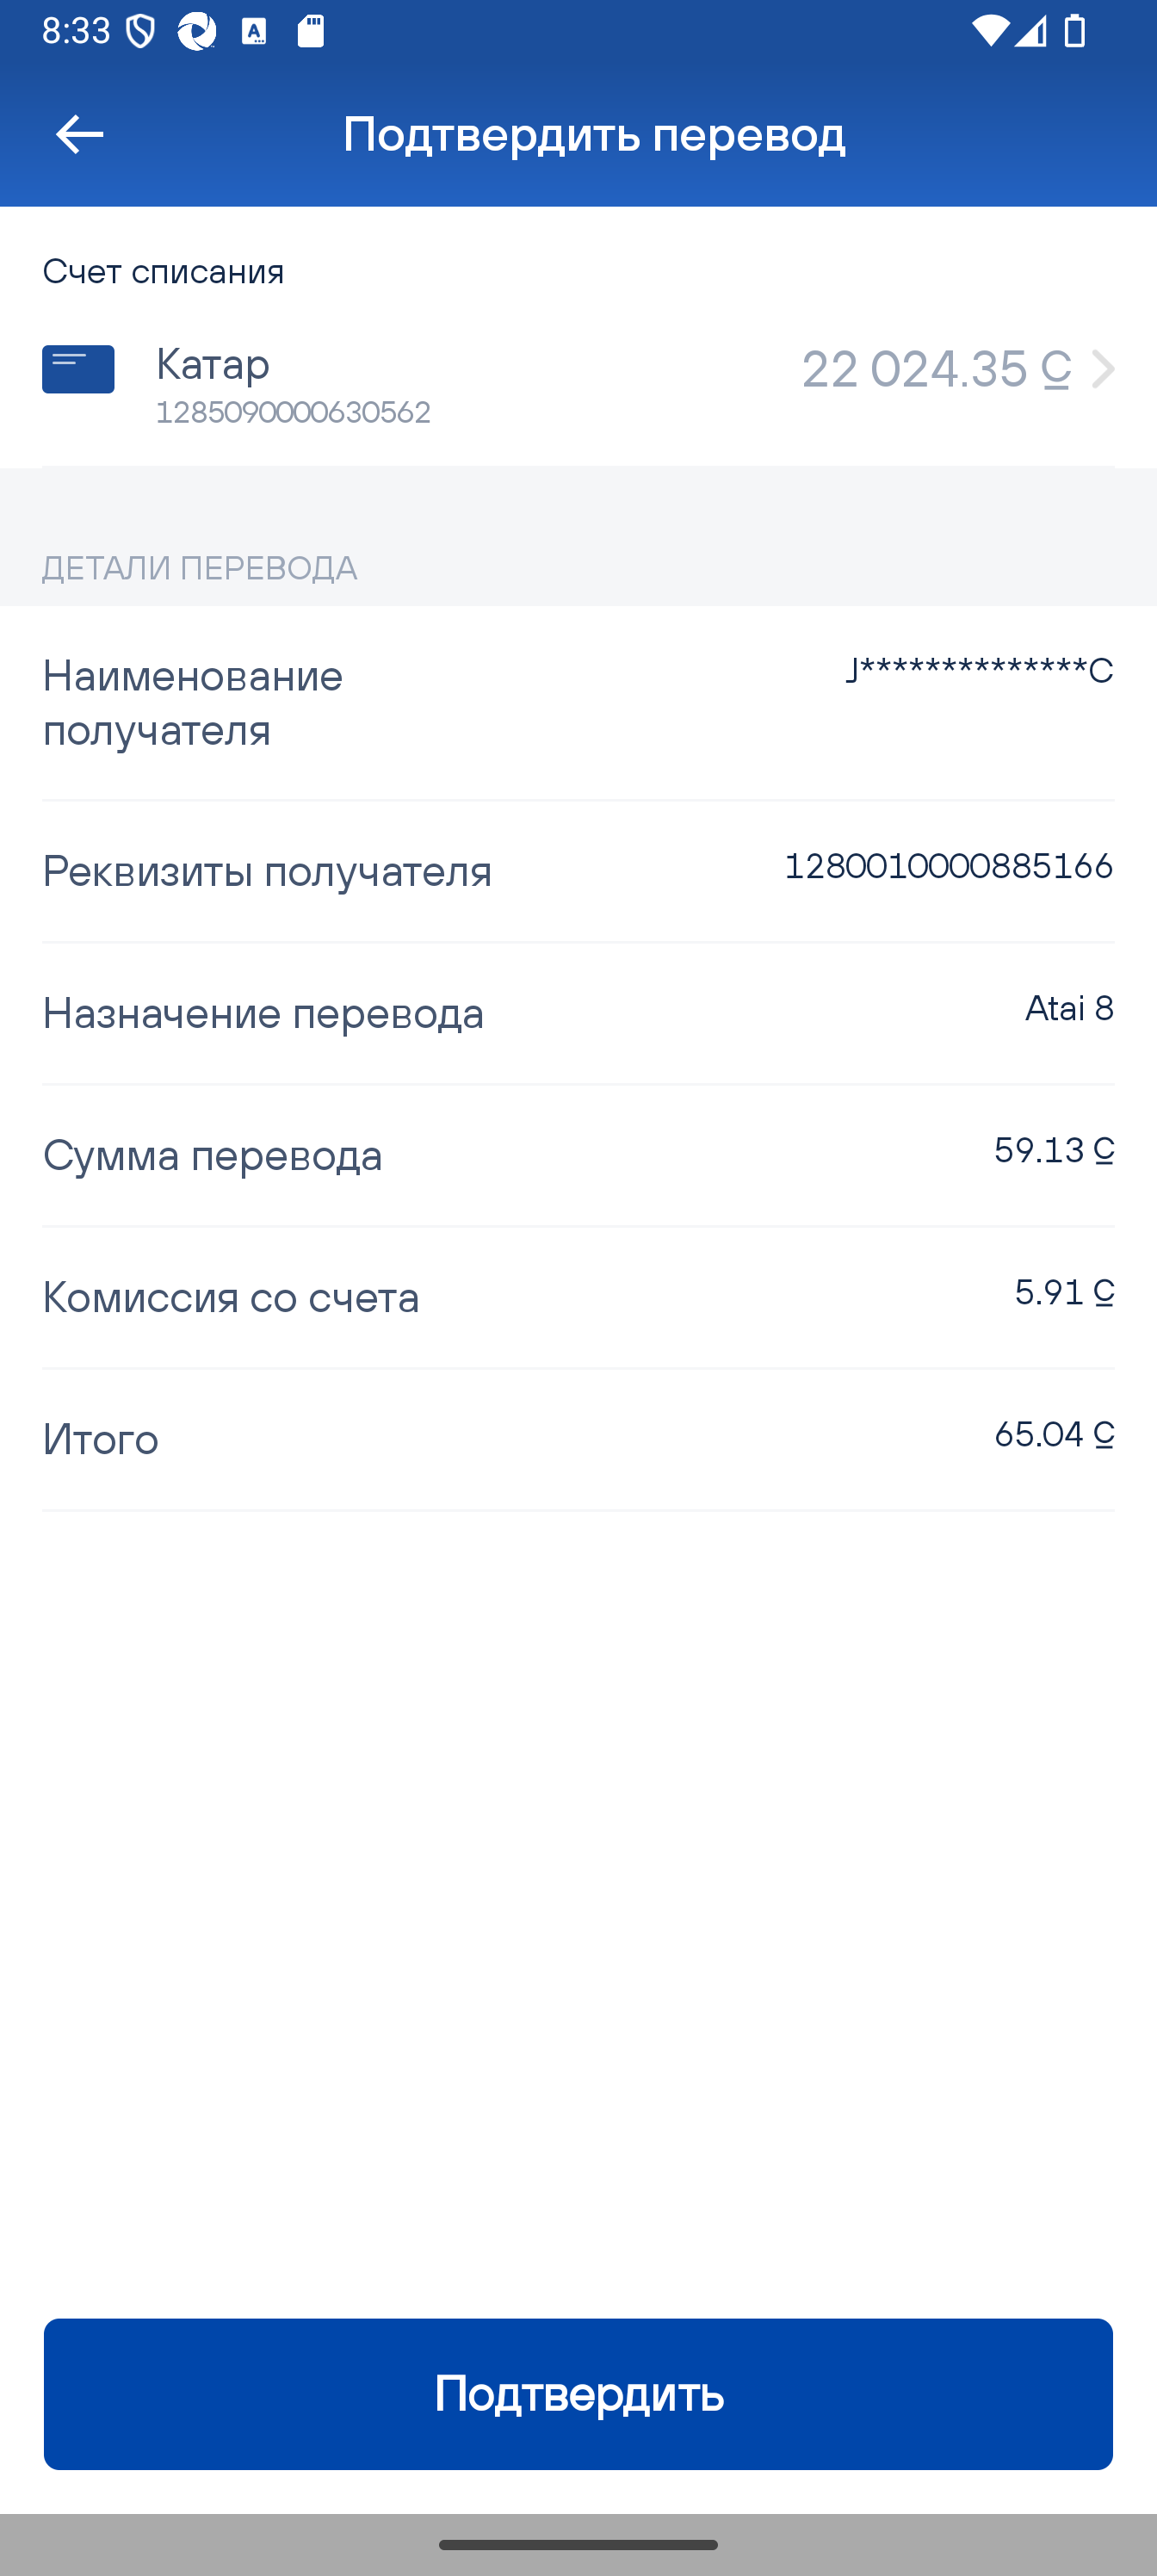 8:33
Подтвердить перевод
Счет списания
Катар
22 024.35 С
1285090000630562
ДЕТАЛИ ПЕРЕВОДА
Наименование
получателя
J**************C
Реквизиты получателя
1280010000885166
Назначение перевода
Atai 8
Сумма перевода
59.13 С
Комиссия со счета
5.91 С
Итого
65.04 С
Подтвердить